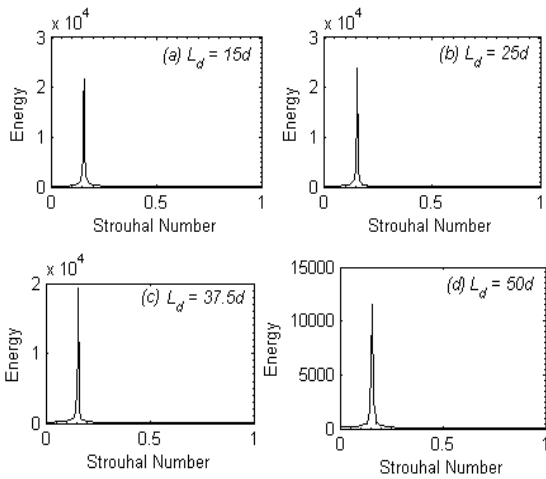 x 10^4
3
2
1
0
Energy
(a) L_d = 15d
0 0.5 1
Strouhal Number
x 10^4
3
2
1
0
Energy
(b) L_d = 25d
0 0.5 1
Strouhal Number
x 10^4
2
1
0
Energy
(c) L_d = 37.5d
0 0.5 1
Strouhal Number
15000
10000
5000
0
Energy
(d) L_d = 50d
0 0.5 1
Strouhal Number